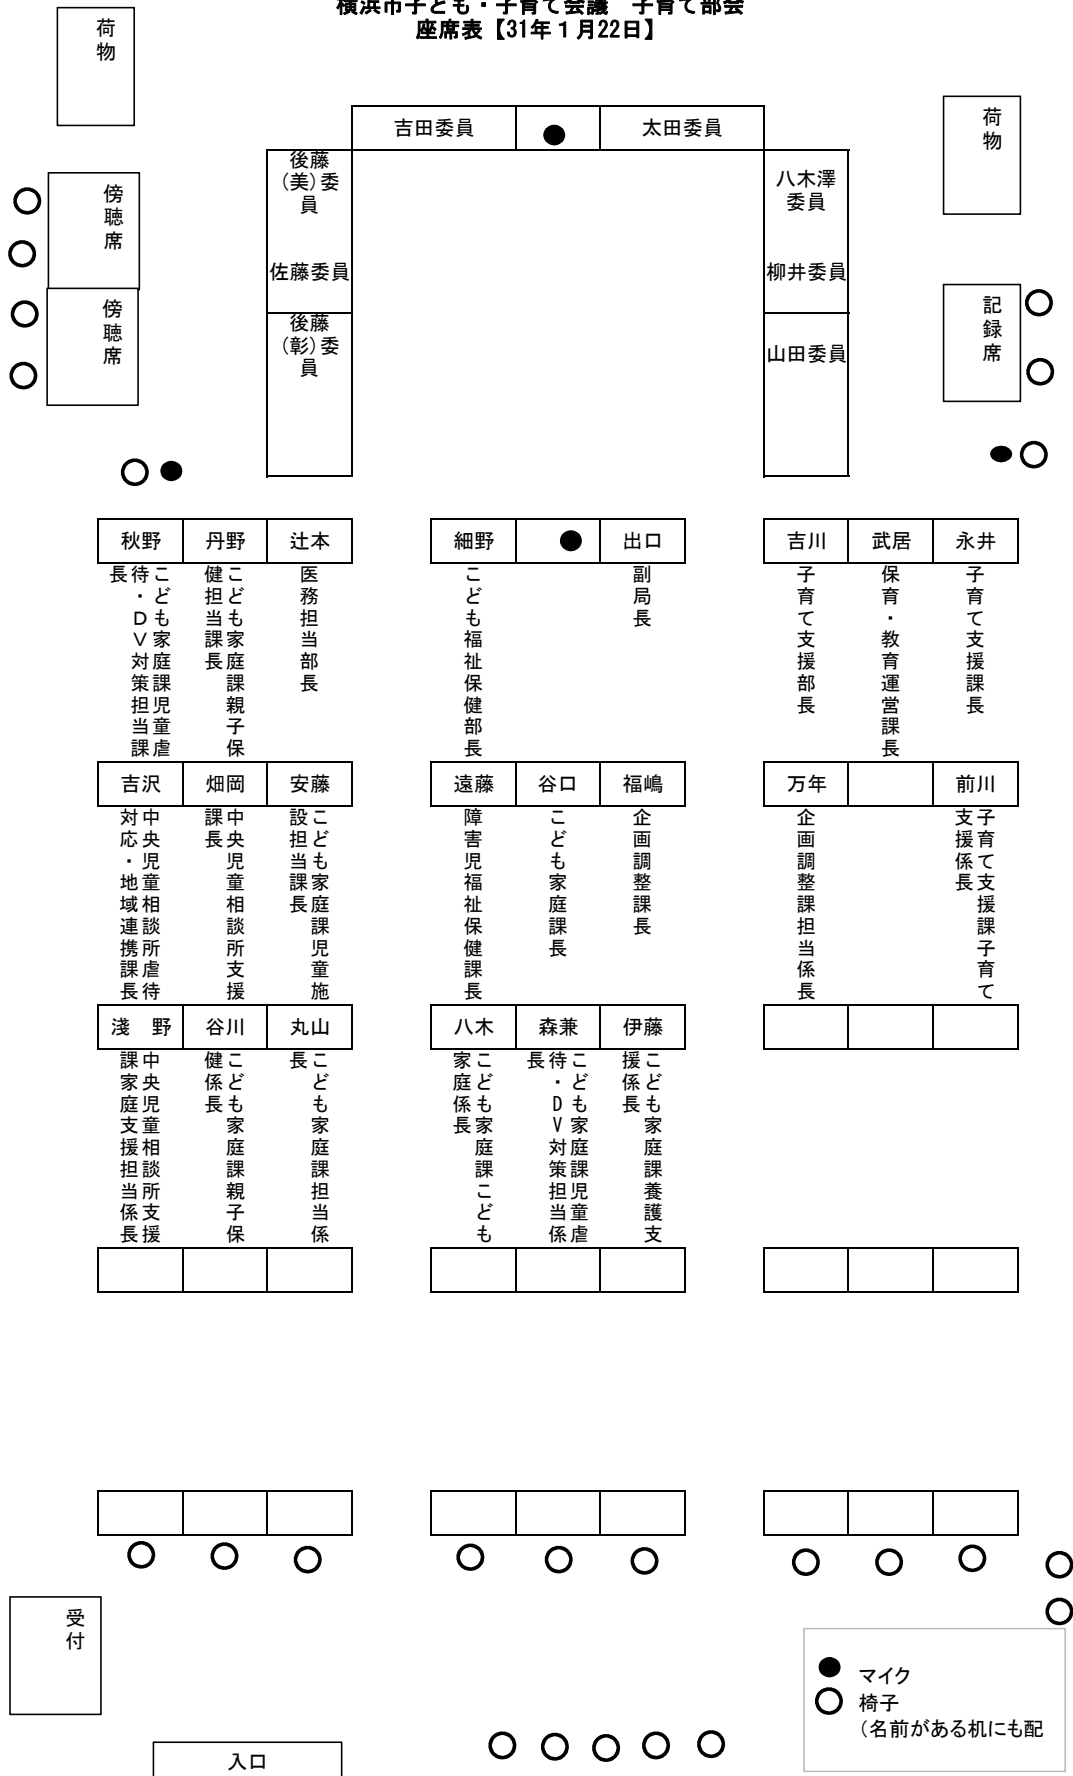 横浜市子ども・子育て会議　子育て部会
座席表【31年１月22日】
荷物
荷物
吉田委員
太田委員
後藤
（美）委
員
八木澤
委員
傍聴席
佐藤委員
柳井委員
傍聴席
後藤
（彰）委
員
山田委員
記録席
秋野
丹野
辻本
細野
出口
吉川
武居
永井
こども家庭課児童虐
待・ＤＶ対策担当課
長
こども家庭課親子保
健担当課長
医務担当部長
こども福祉保健部長
副局長
子育て支援部長
保育・教育運営課長
子育て支援課長
吉沢
畑岡
安藤
遠藤
谷口
福嶋
万年
前川
中央児童相談所虐待
対応・地域連携課長
中央児童相談所支援
課長
こども家庭課児童施
設担当課長
障害児福祉保健課長
こども家庭課長
企画調整課長
企画調整課担当係長
子育て支援課子育て
支援係長
淺　野
谷川
丸山
八木
森兼
伊藤
中央児童相談所支援
課家庭支援担当係長
こども家庭課親子保
健係長
こども家庭課担当係
長
こども家庭課こども
家庭係長
こども家庭課児童虐
待・DV対策担当係
長
こども家庭課養護支
援係長
受付
入口
マイク
椅子
（名前がある机にも配